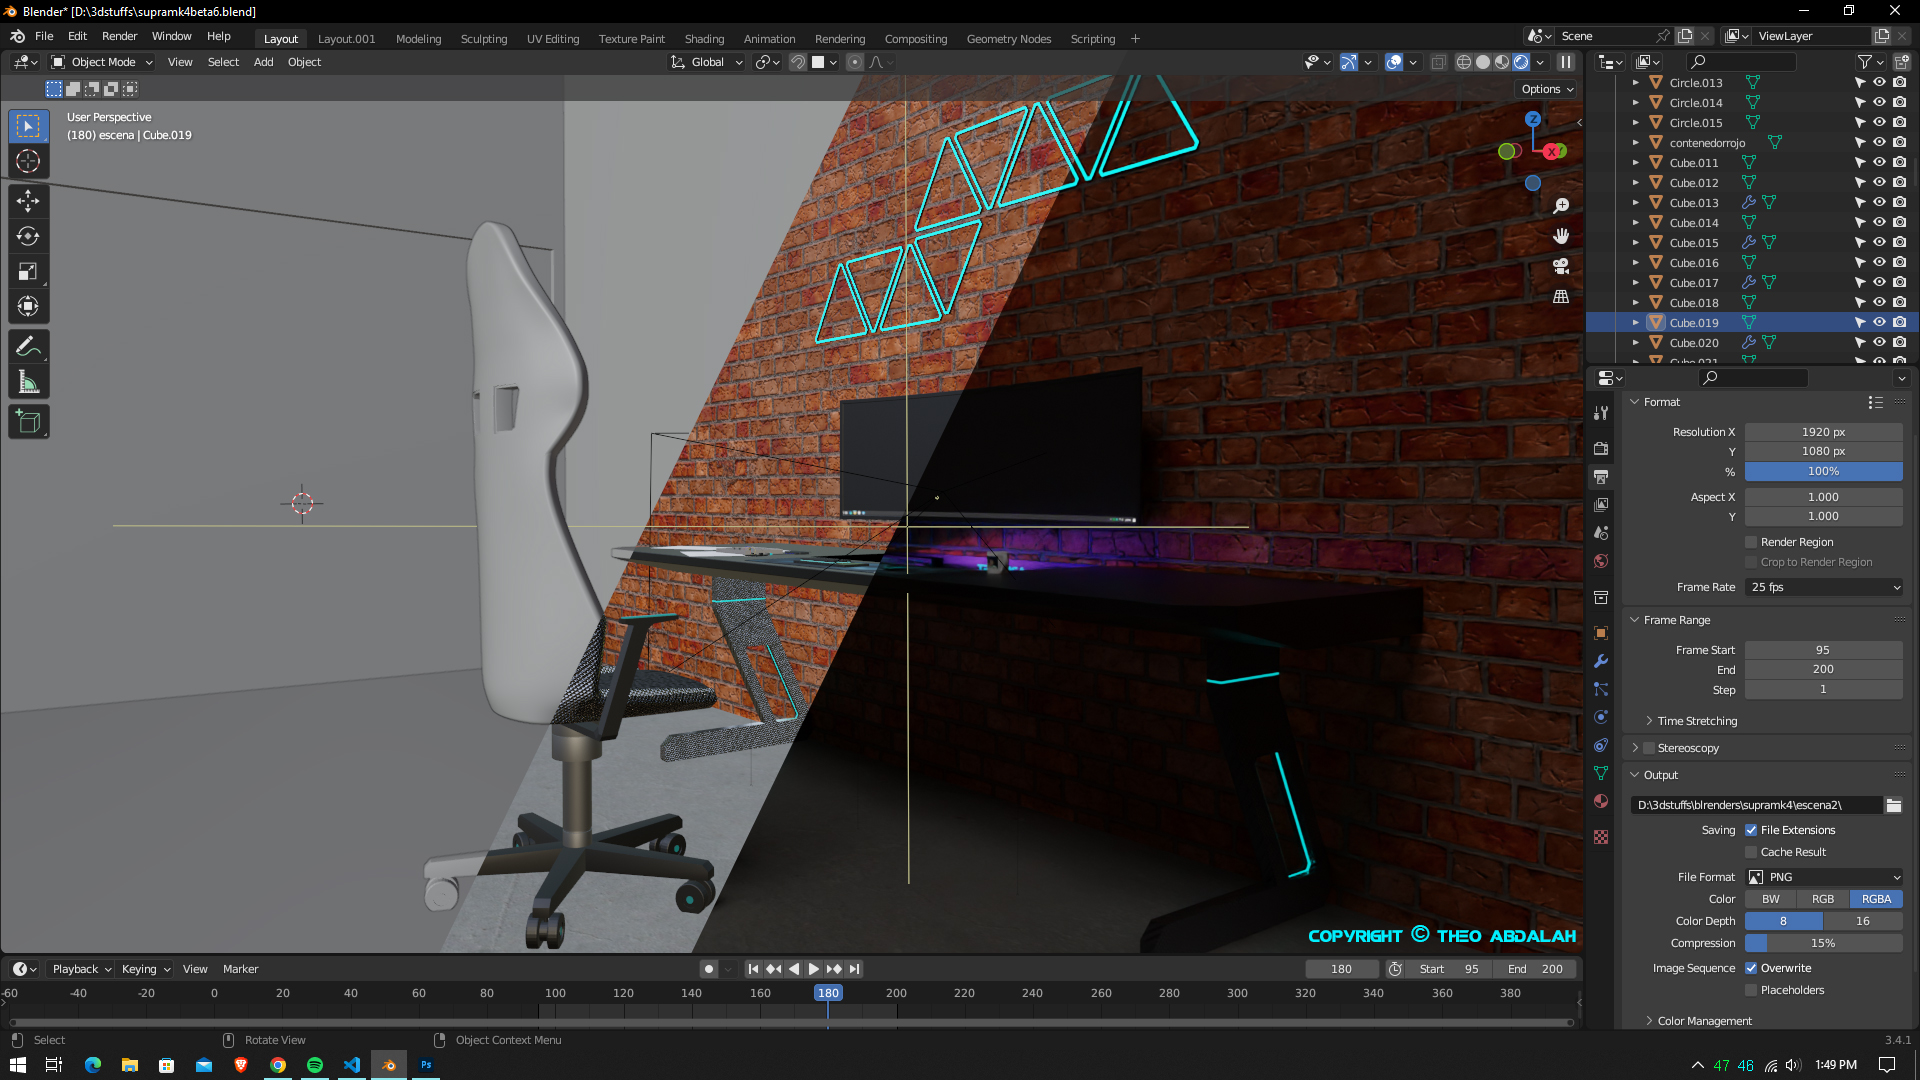 Blender* [D:\3dstuffs\supramk4beta6.blend]
File Edit Render Window Help Layout Layout.001 Modeling Sculpting UV Editing Texture Paint Shading Animation Rendering Compositing Geometry Nodes Scripting + Scene ViewLayer
Object Mode View Select Add Object Global
Options
User Perspective
(180) escena | Cube.019
Z
X
Circle.013
Circle.014
Circle.015
contenedorrojo
Cube.011
Cube.012
Cube.013
Cube.014
Cube.015
Cube.016
Cube.017
Cube.018
Cube.019
Cube.020
Cube.021
Format
Resolution X 1920 px
Y 1080 px
% 100%
Aspect X 1.000
Y 1.000
Render Region
Crop to Render Region
Frame Rate 25 fps
Frame Range
Frame Start 95
End 200
Step 1
Time Stretching
Stereoscopy
Output
D:\3dstuffs\blrenders\supramk4\escena2\
Saving File Extensions
Cache Result
File Format PNG
Color BW RGB RGBA
Color Depth 8 16
Compression 15%
Image Sequence Overwrite
Placeholders
Color Management
COPYRIGHT © THEO ABDALAH
Playback Keying View Marker 180 Start 95 End 200
-60 -40 -20 0 20 40 60 80 100 120 140 160 180 200 220 240 260 280 300 320 340 360 380
Select Rotate View Object Context Menu 3.4.1
Ps 47 46 1:49 PM